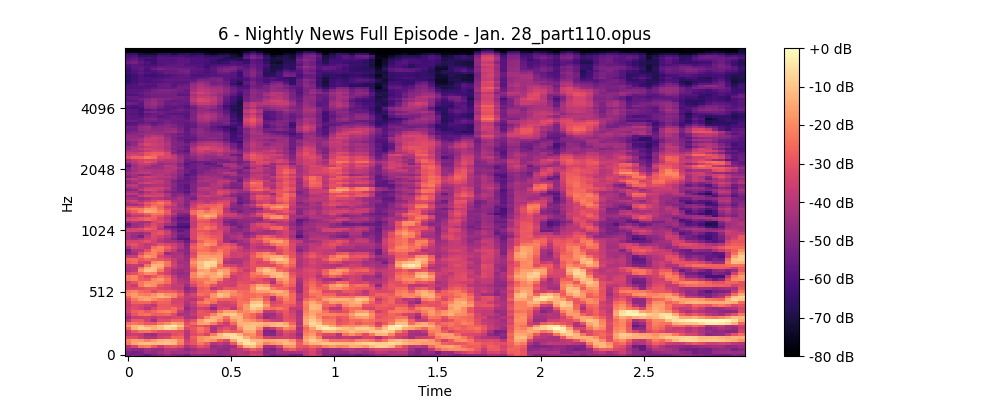 6 - Nightly News Full Episode - Jan. 28_part110.opus
Hz
4096
2048
1024
512
0
0
0.5
1
1.5
2
2.5
Time
+0 dB
-10 dB
-20 dB
-30 dB
-40 dB
-50 dB
-60 dB
-70 dB
-80 dB